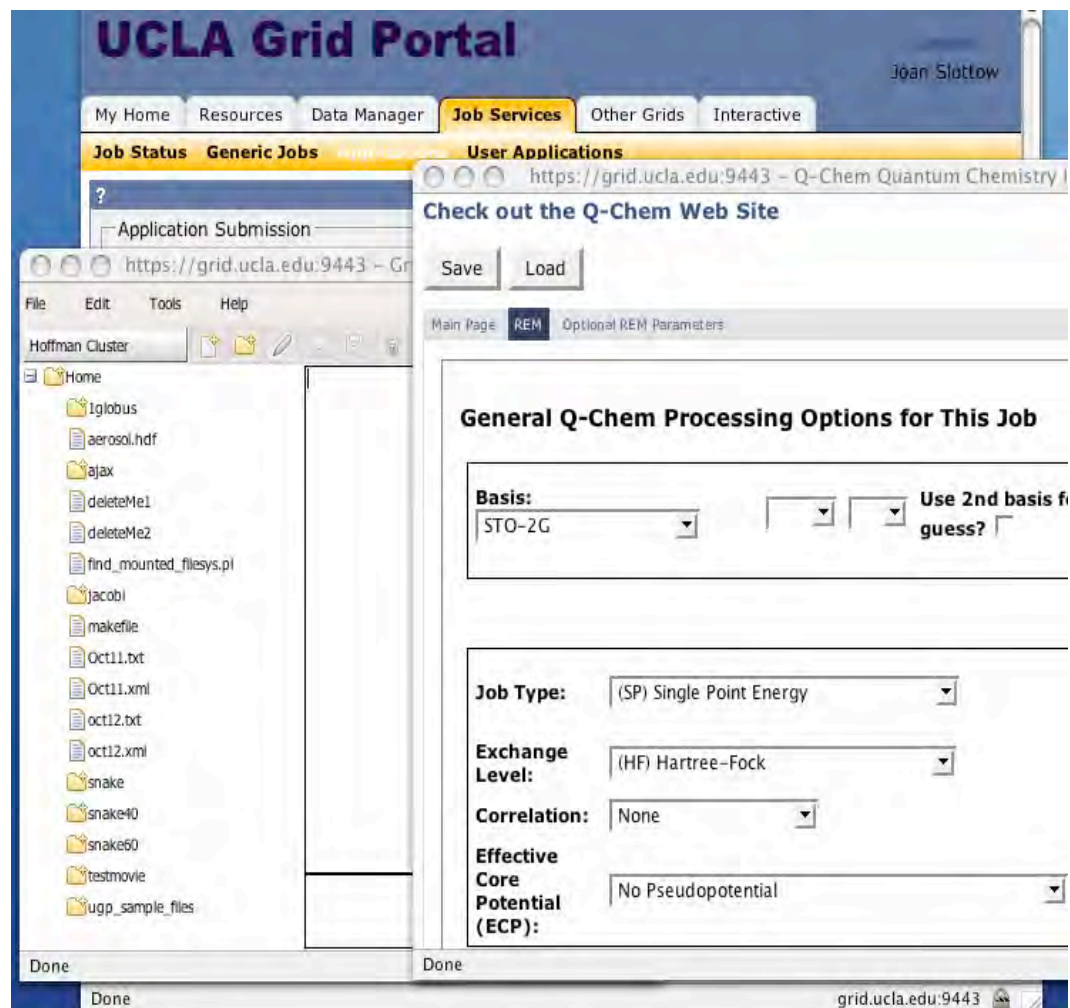 UCLA Grid Portal
Joan Slottow
My Home Resources Data Manager Job Services Other Grids Interactive
Job Status Generic Jobs User Applications
?
Application Submission
https://grid.ucla.edu:9443 – Gr
File Edit Tools Help
Hoffman Cluster
Home
1globus
aerosol.hdf
ajax
deleteMe1
deleteMe2
find_mounted_filesys.pl
jacobi
makefile
Oct11.txt
Oct11.xml
oct12.txt
oct12.xml
snake
snake40
snake60
testmovie
ugp_sample_files
Done
https://grid.ucla.edu:9443 – Q-Chem Quantum Chemistry
Check out the Q-Chem Web Site
Save Load
Main Page REM Optional REM Parameters
General Q-Chem Processing Options for This Job
Basis:
STO-2G
Use 2nd basis fo
guess?
Job Type: (SP) Single Point Energy
Exchange
Level:
(HF) Hartree-Fock
Correlation: None
Effective
Core
Potential
(ECP):
No Pseudopotential
Done
Done grid.ucla.edu:9443